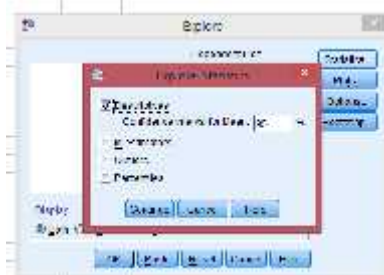 Explore
Explore: Statistics
Statistics...
Plots...
Options...
Bootstrap...
Descriptives
Confidence Interval for Mean: 95 %
M-estimators
Outliers
Percentiles
Continue Cancel Help
Display
OK Paste Reset Cancel Help